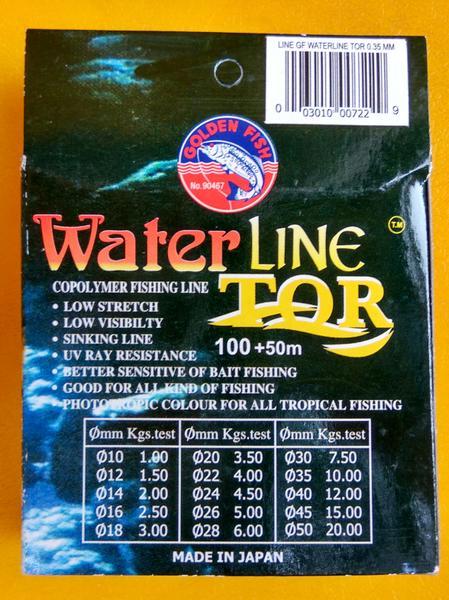 LINE GF WATERLINE TOR 0.35 MM
0 03010 00722 9
GOLDEN FISH
No.90467
Water LINE T.M
TOR
COPOLYMER FISHING LINE
• LOW STRETCH
• LOW VISIBILTY
• SINKING LINE
• UV RAY RESISTANCE
100 +50m
• BETTER SENSITIVE OF BAIT FISHING
• GOOD FOR ALL KIND OF FISHING
• PHOTOTROPIC COLOUR FOR ALL TROPICAL FISHING
Ømm Kgs.test Ømm Kgs.test Ømm Kgs.test
Ø10 1.00 Ø20 3.50 Ø30 7.50
Ø12 1.50 Ø22 4.00 Ø35 10.00
Ø14 2.00 Ø24 4.50 Ø40 12.00
Ø16 2.50 Ø26 5.00 Ø45 15.00
Ø18 3.00 Ø28 6.00 Ø50 20.00
MADE IN JAPAN